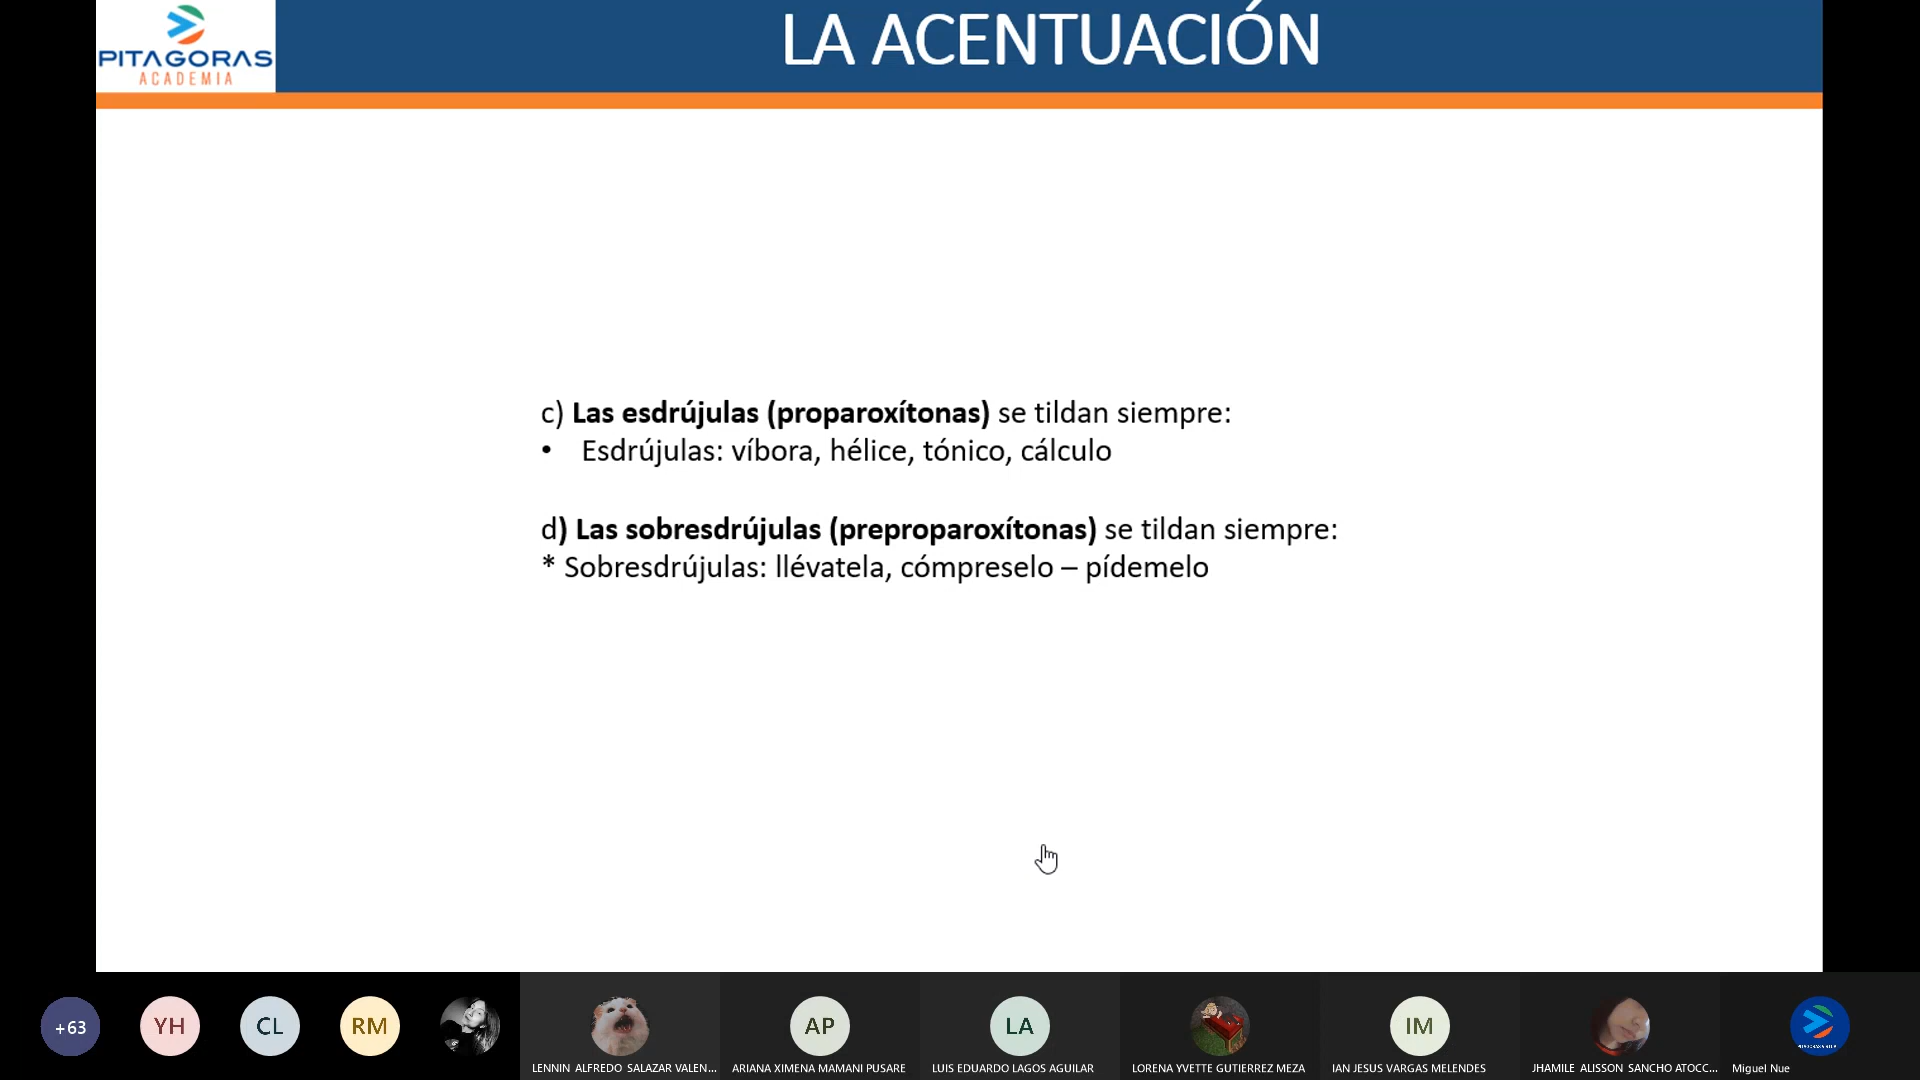 PITAGORAS
ACADEMIA
LA ACENTUACIÓN
c) Las esdrújulas (proparoxítonas) se tildan siempre:
• Esdrújulas: víbora, hélice, tónico, cálculo
d) Las sobresdrújulas (preproparoxítonas) se tildan siempre:
* Sobresdrújulas: llévatela, cómpreselo – pídemelo
+63
YH
CL
RM
AP
LA
IM
LENNIN ALFREDO SALAZAR VALEN...
ARIANA XIMENA MAMANI PUSARE
LUIS EDUARDO LAGOS AGUILAR
LORENA YVETTE GUTIERREZ MEZA
IAN JESUS VARGAS MELENDES
JHAMILE ALISSON SANCHO ATOCC...
Miguel Nue